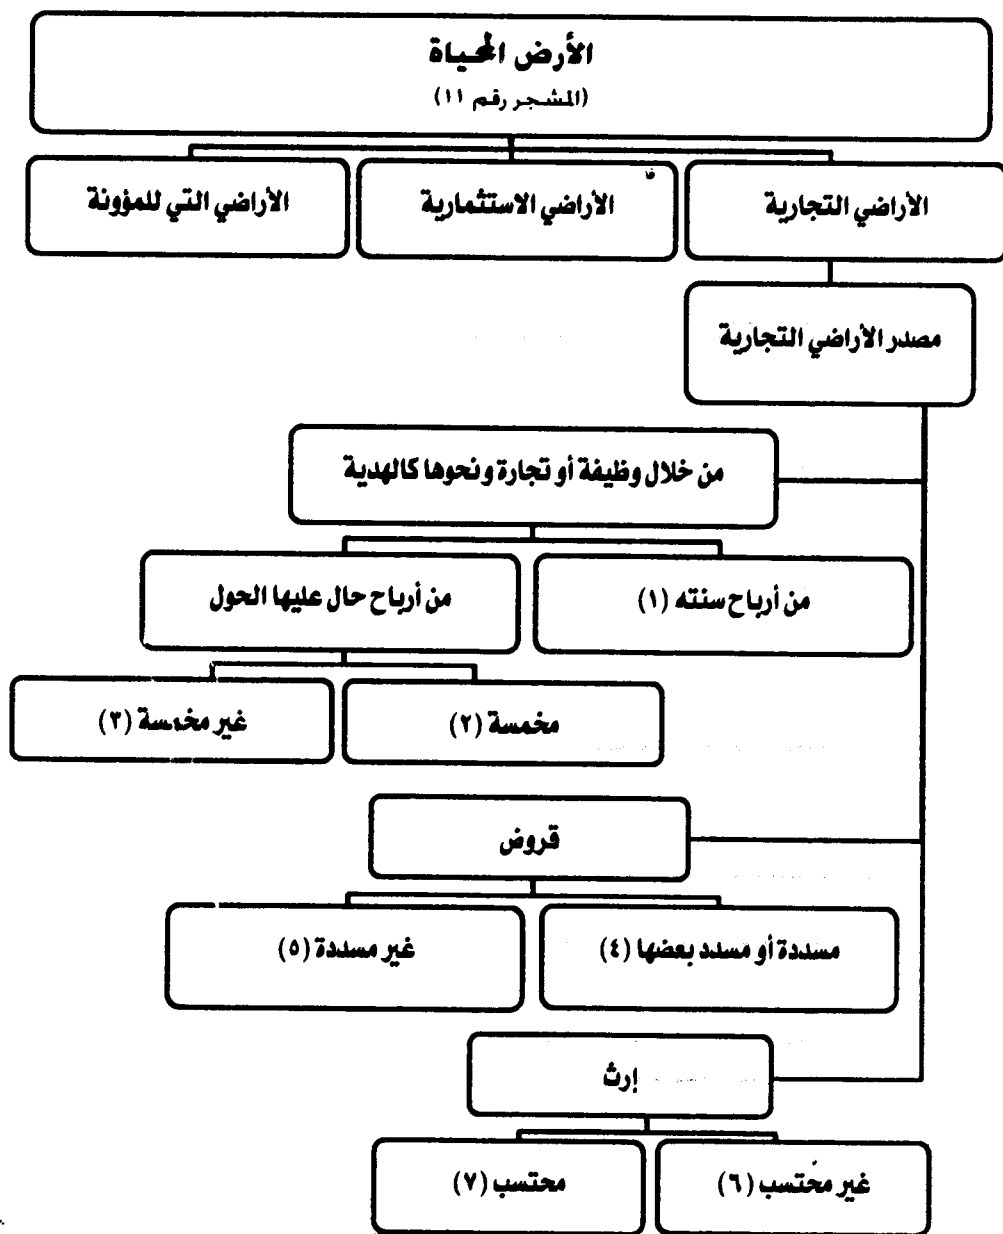 الأرض المحياة
(المشجر رقم ١١)
الأراضي التجارية
الأراضي الاستثمارية
الأراضي التي للمؤونة
مصدر الأراضي التجارية
من خلال وظيفة أو تجارة ونحوها كالهدية
من أرباح سنته (١)
من أرباح حال عليها الحول
مخمسة (٢)
غير مخمسة (٣)
قروض
مسددة أو مسدد بعضها (٤)
غير مسددة (٥)
إرث
غير محتسب (٦)
محتسب (٧)